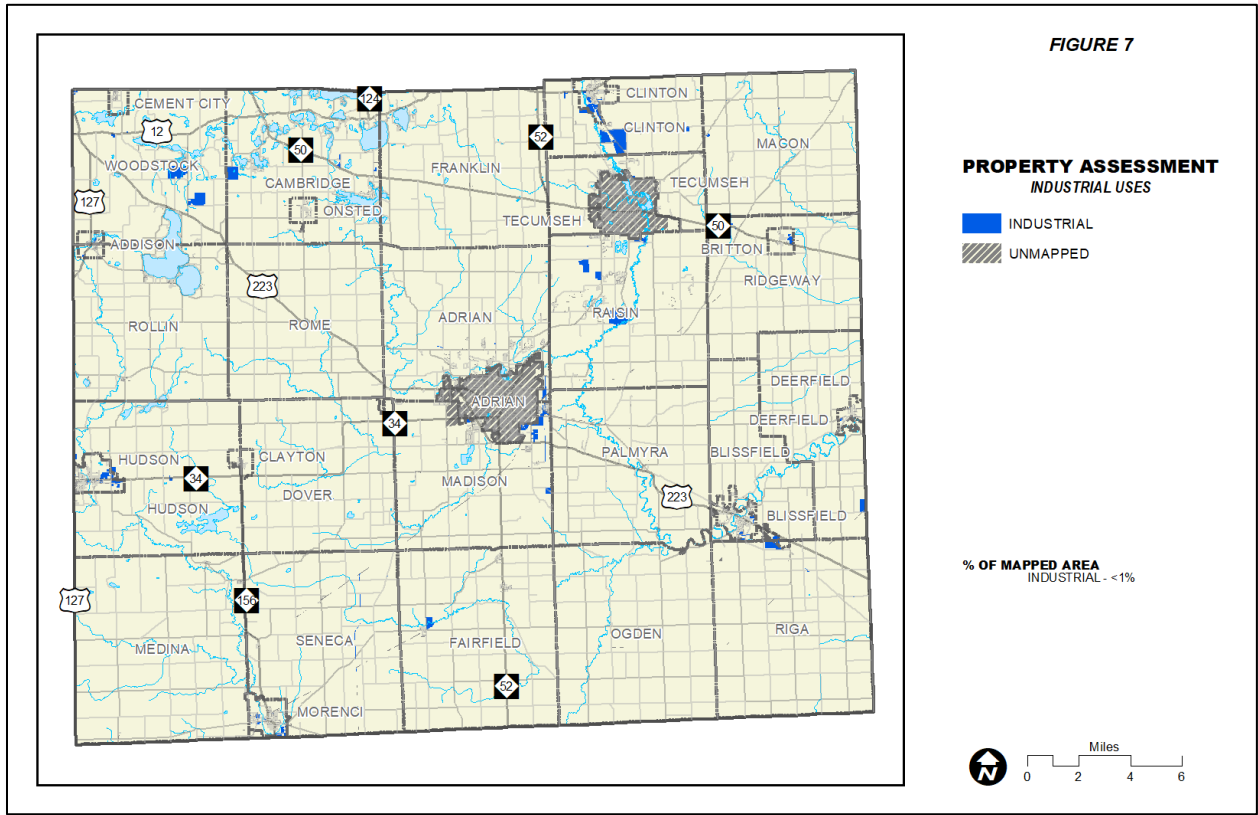 FIGURE 7
PROPERTY ASSESSMENT
INDUSTRIAL USES
INDUSTRIAL
UNMAPPED
% OF MAPPED AREA
INDUSTRIAL - <1%
Miles
0 2 4 6
N
124
CLINTON
CEMENT CITY
12
52
CLINTON
50
MAGON
WOODSTOCK
FRANKLIN
CAMBRIDGE
TECUMSEH
127
ONSTED
TECUMSEH
50
ADDISON
BRITTON
223
RIDGEWAY
RAISIN
ADRIAN
ROLLIN
ROME
DEERFIELD
ADRIAN
DEERFIELD
34
PALMYRA
BLISSFIELD
HUDSON
CLAYTON
34
MADISON
DOVER
223
HUDSON
BLISSFIELD
127
156
RIGA
OGDEN
SENECA
FAIRFIELD
MEDINA
52
MORENCI